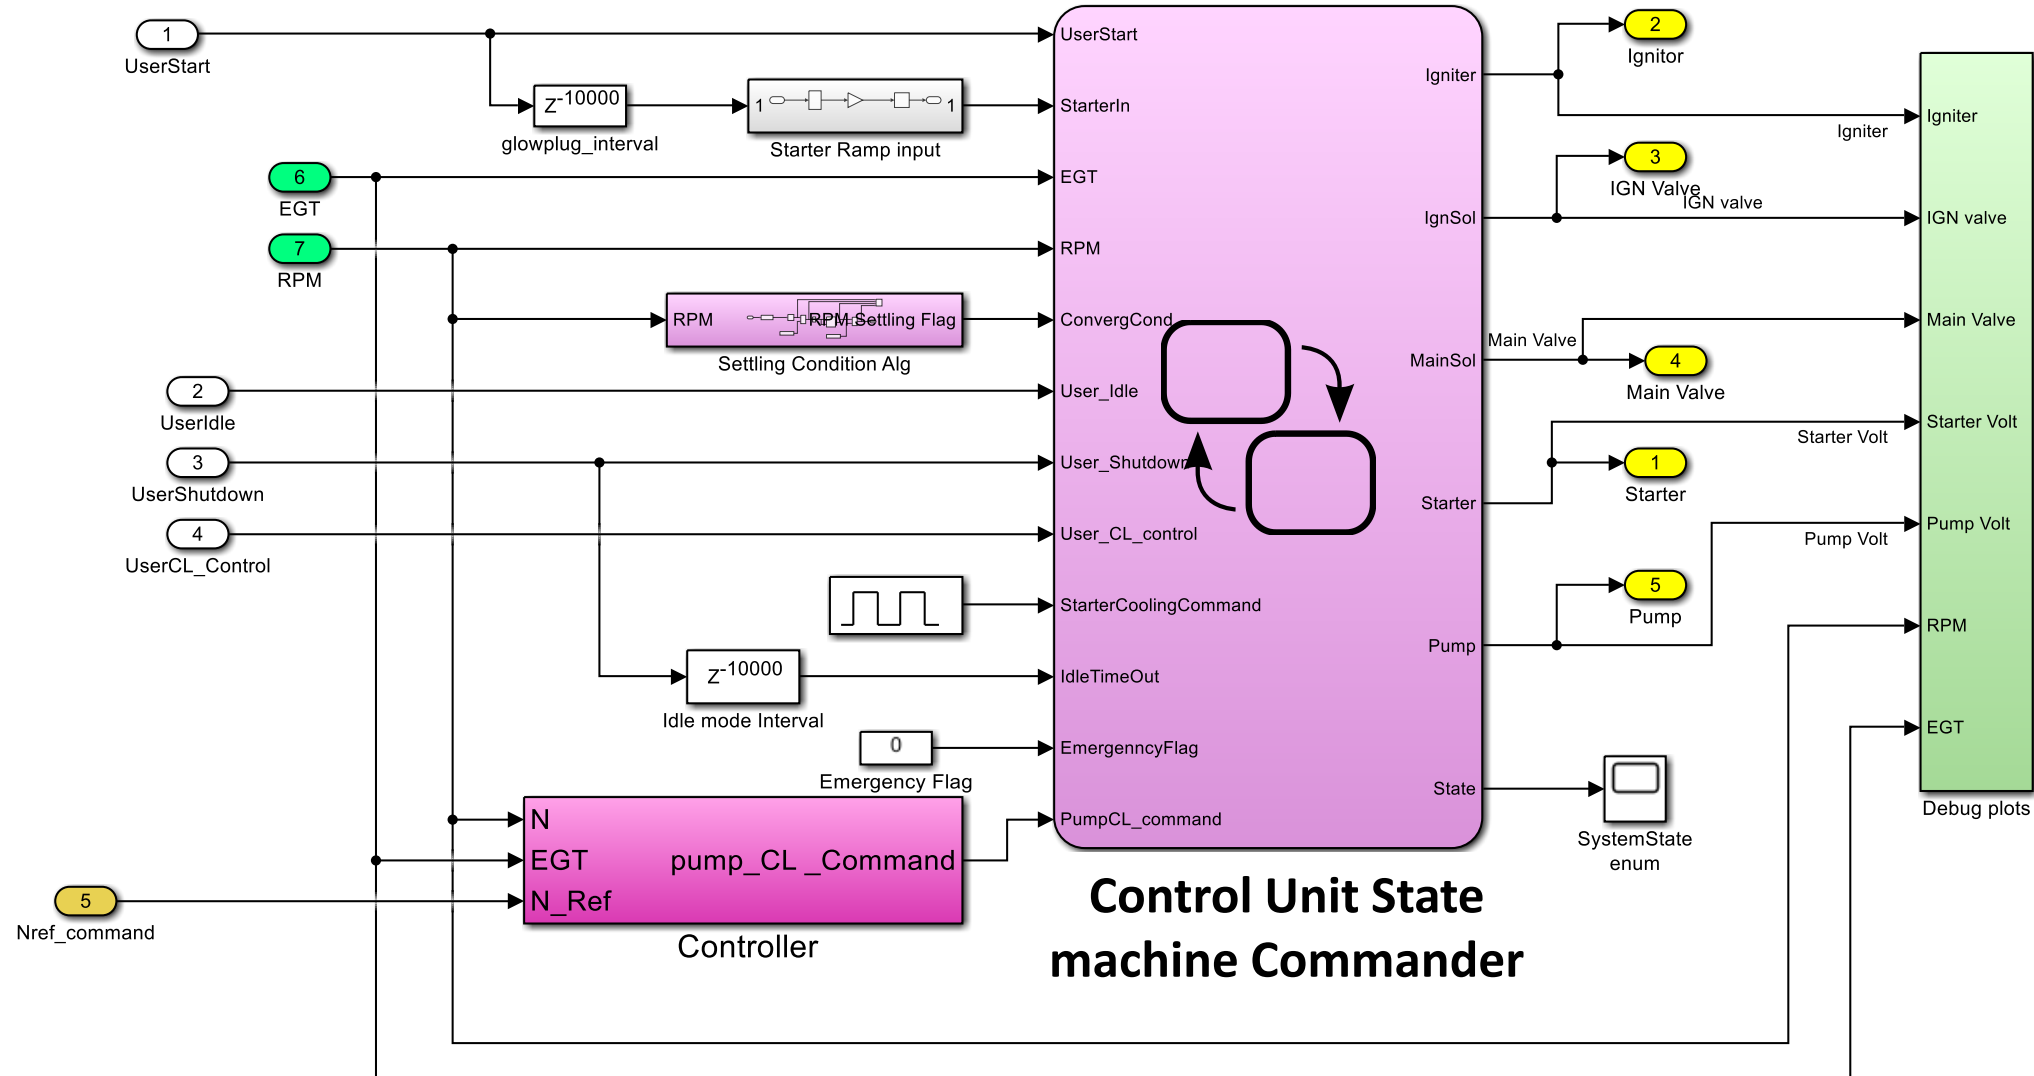 1
UserStart
Z-10000
glowplug_interval
1
1
Starter Ramp input
6
EGT
7
RPM
RPM
RPM Settling Flag
Settling Condition Alg
2
UserIdle
3
UserShutdown
4
UserCL_Control
Z-10000
Idle mode Interval
0
Emergency Flag
N
EGT
N_Ref
pump_CL _Command
Controller
5
Nref_command
UserStart
StarterIn
EGT
RPM
ConvergCond
User_Idle
User_Shutdown
User_CL_control
StarterCoolingCommand
IdleTimeOut
EmergenncyFlag
PumpCL_command
Igniter
IgnSol
MainSol
Starter
Pump
State
Control Unit State
machine Commander
2
Ignitor
Igniter
3
IGN Valve
IGN valve
Main Valve
4
Main Valve
Starter Volt
1
Starter
Pump Volt
5
Pump
SystemState
enum
Igniter
IGN valve
Main Valve
Starter Volt
Pump Volt
RPM
EGT
Debug plots